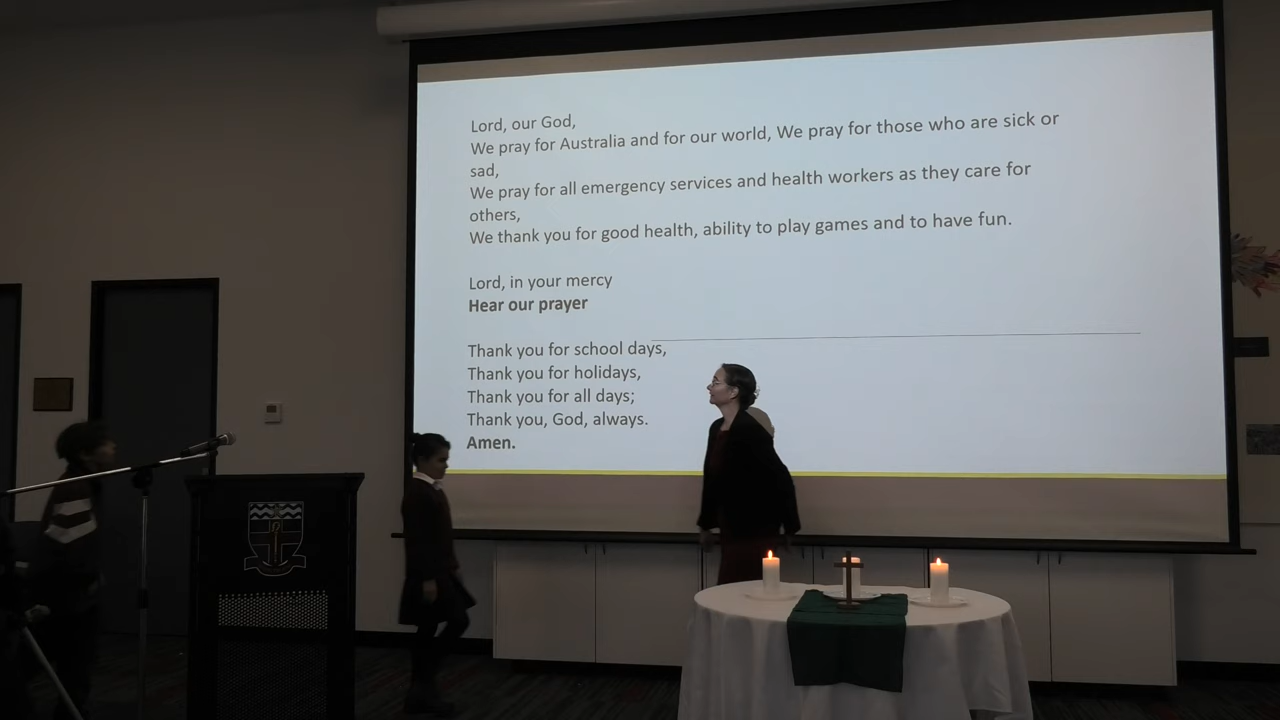 Lord, our God,
We pray for Australia and for our world, We pray for those who are sick or
sad,
We pray for all emergency services and health workers as they care for
others,
We thank you for good health, ability to play games and to have fun.
Lord, in your mercy
Hear our prayer
Thank you for school days,
Thank you for holidays,
Thank you for all days;
Thank you, God, always.
Amen.